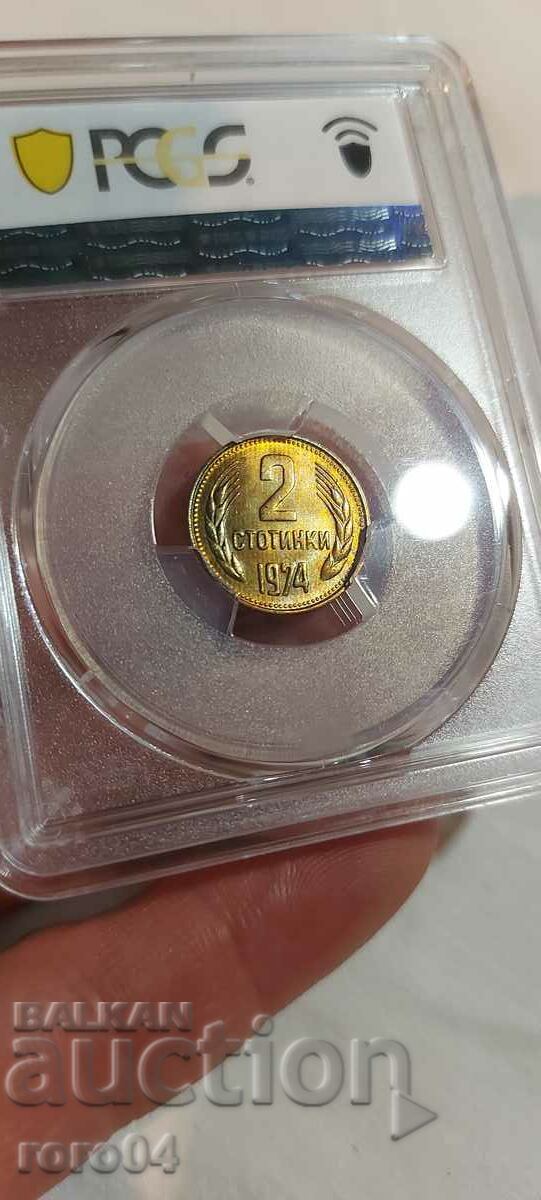 PCGS
2
СТОТИНКИ
1974
BALKAN
auction
roro04